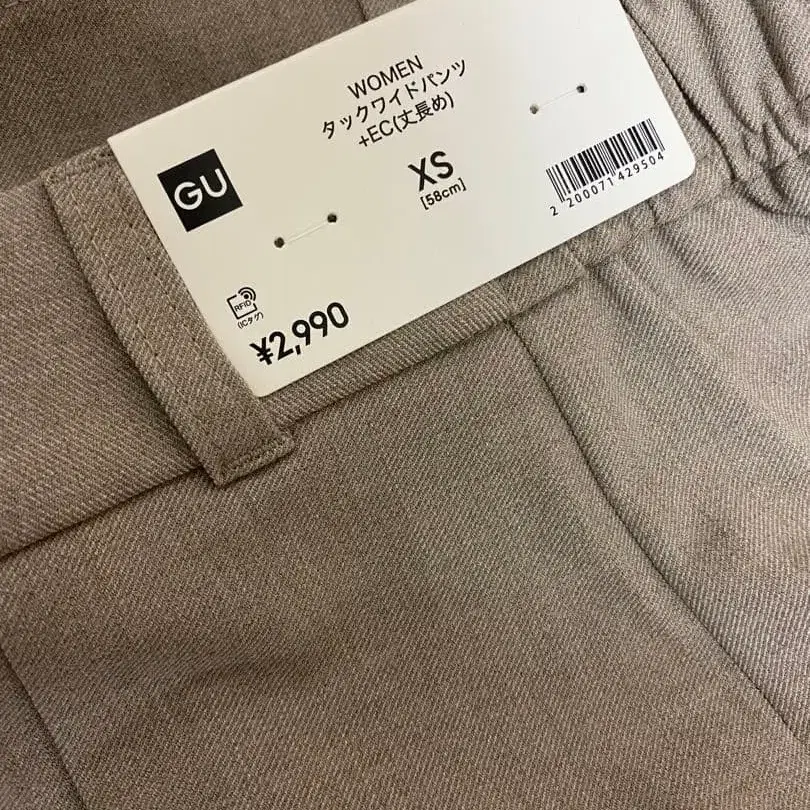 WOMEN
タックワイドパンツ
+EC(丈長め)
GU
XS
[58cm]
2 200071 429504
RFID
(ICタグ)
¥2,990